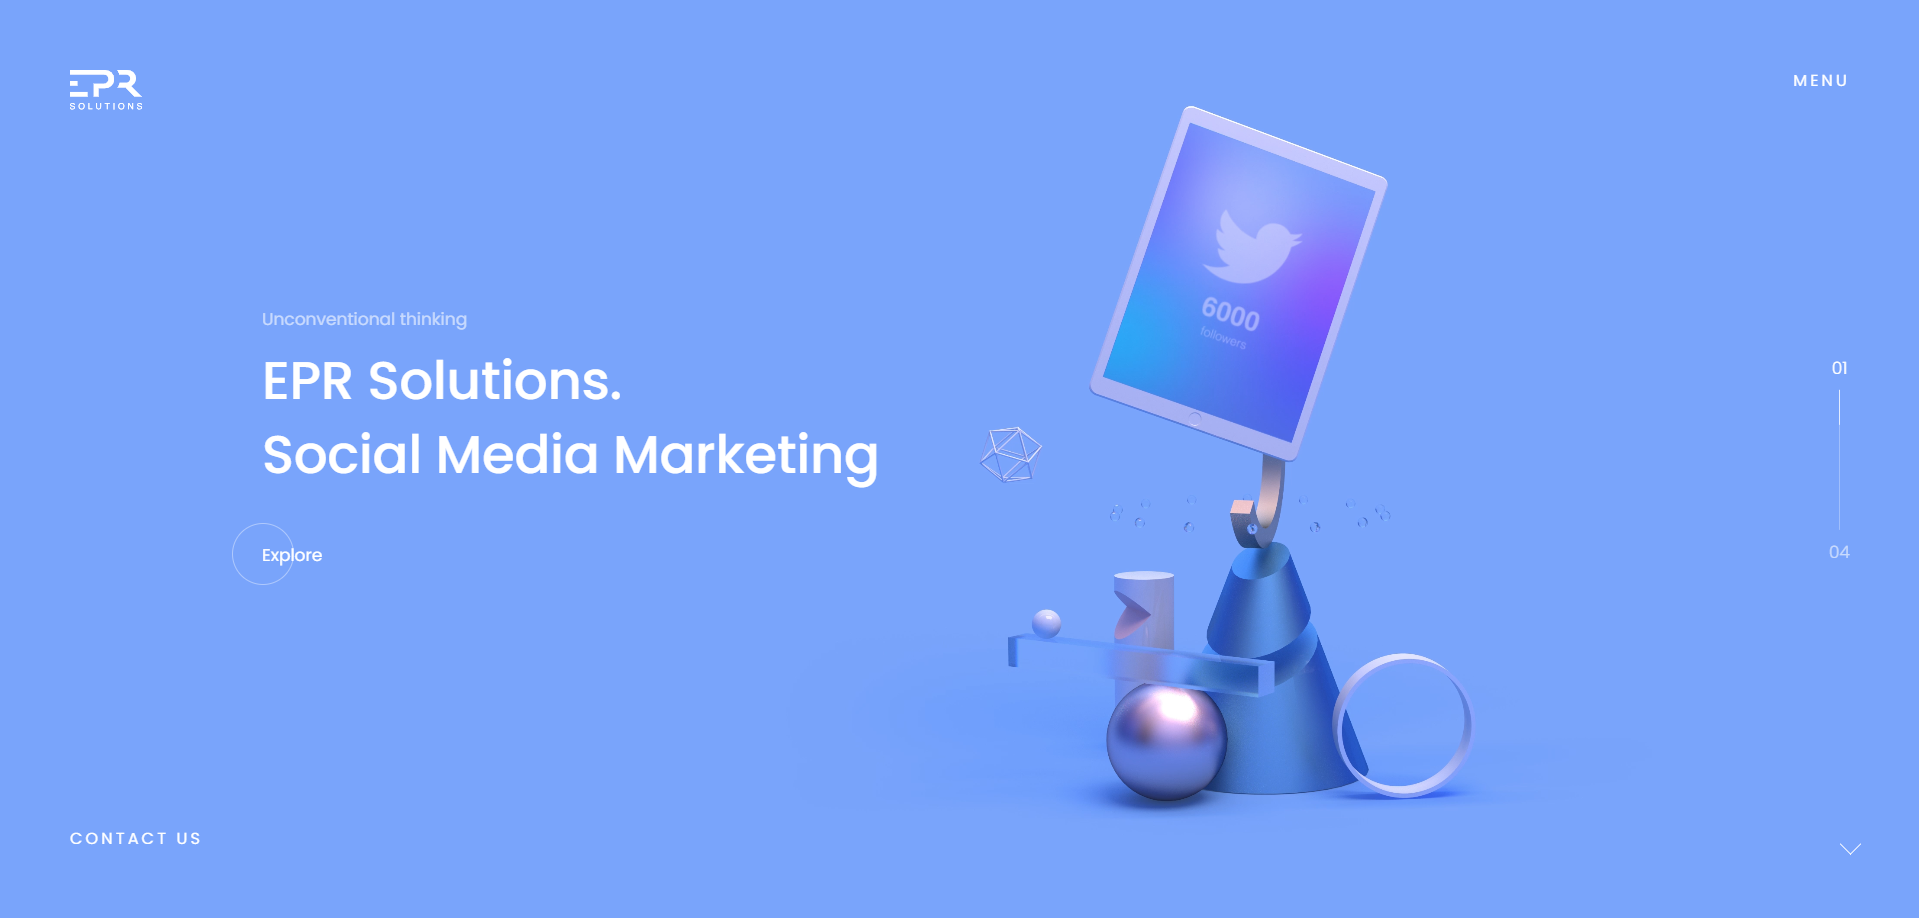 EPR
SOLUTIONS
MENU
6000
followers
Unconventional thinking
EPR Solutions.
Social Media Marketing
Explore
01
04
CONTACT US